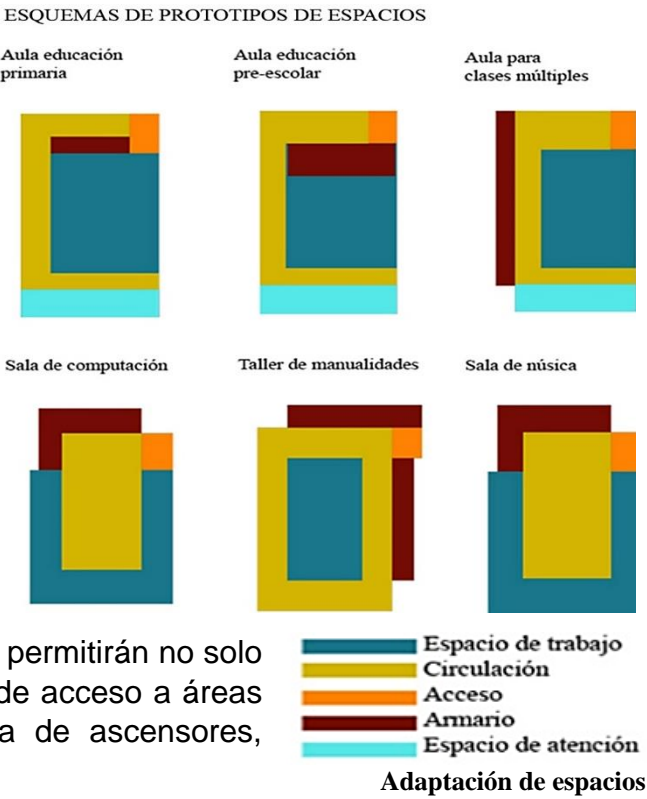 ESQUEMAS DE PROTOTIPOS DE ESPACIOS
Aula educación
primaria
Aula educación
pre-escolar
Aula para
clases múltiples
Sala de computación
Taller de manualidades
Sala de núsica
permitirán no solo
de acceso a áreas
a de ascensores,
Espacio de trabajo
Circulación
Acceso
Armario
Espacio de atención
Adaptación de espacios